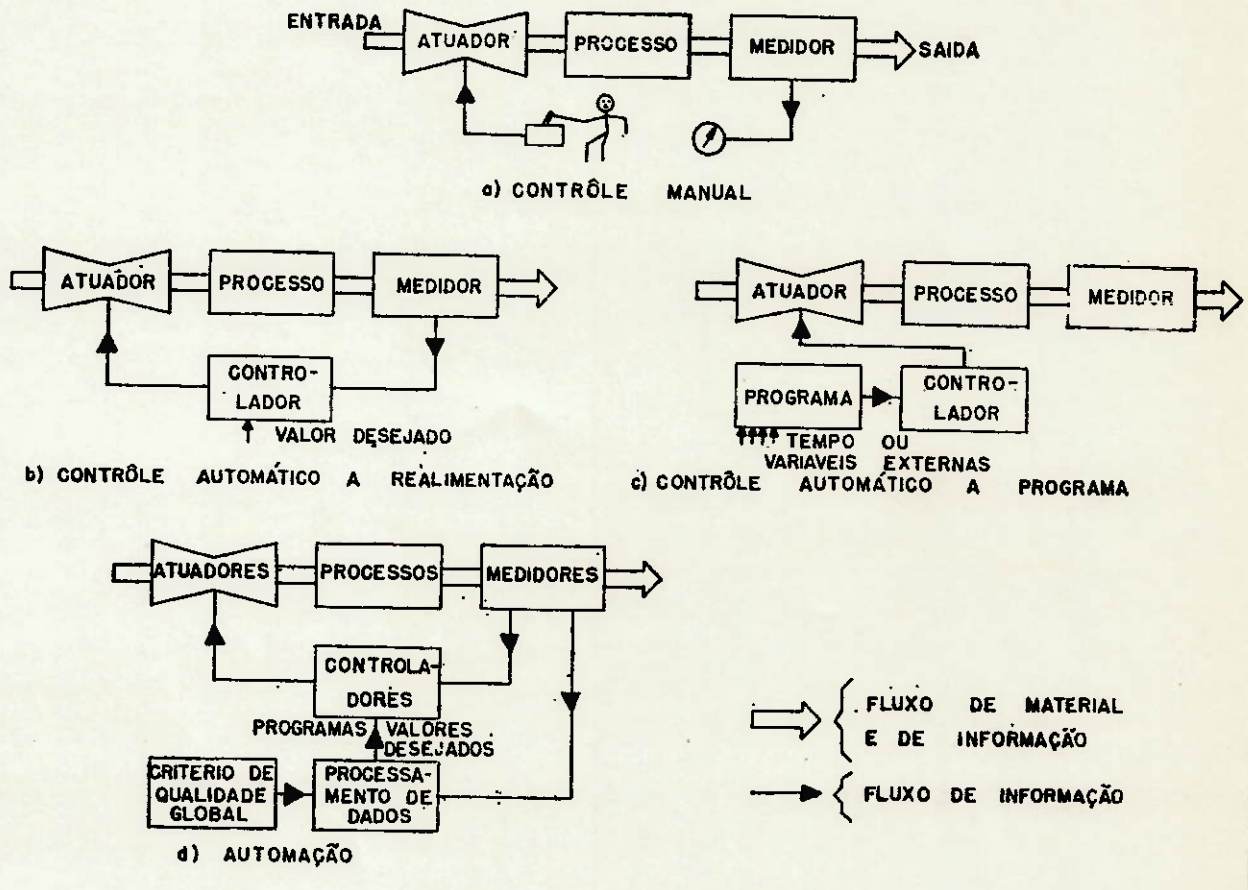 ENTRADA
ATUADOR
PROCESSO
MEDIDOR
SAIDA
a) CONTRÔLE MANUAL
ATUADOR
PROCESSO
MEDIDOR
CONTRO-
LADOR
VALOR DESEJADO
b) CONTRÔLE AUTOMÁTICO A REALIMENTAÇÃO
ATUADOR
PROCESSO
MEDIDOR
PROGRAMA
CONTRO-
LADOR
TEMPO OU
VARIAVEIS EXTERNAS
c) CONTRÔLE AUTOMÁTICO A PROGRAMA
ATUADORES
PROCESSOS
MEDIDORES
CONTROLA-
DORES
PROGRAMAS VALORES
DESEJADOS
CRITERIO DE
QUALIDADE
GLOBAL
PROCESSA-
MENTO DE
DADOS
d) AUTOMAÇÃO
FLUXO DE MATERIAL
E DE INFORMAÇÃO
FLUXO DE INFORMAÇÃO